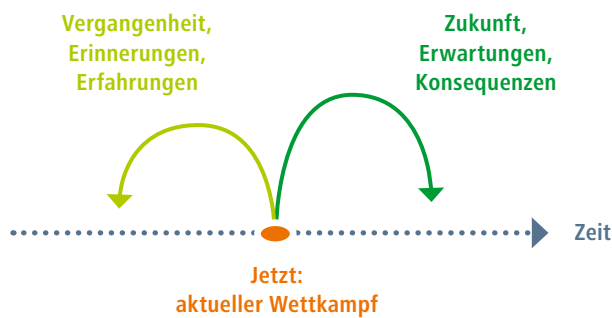 Vergangenheit,
Erinnerungen,
Erfahrungen
Zukunft,
Erwartungen,
Konsequenzen
Zeit
Jetzt:
aktueller Wettkampf